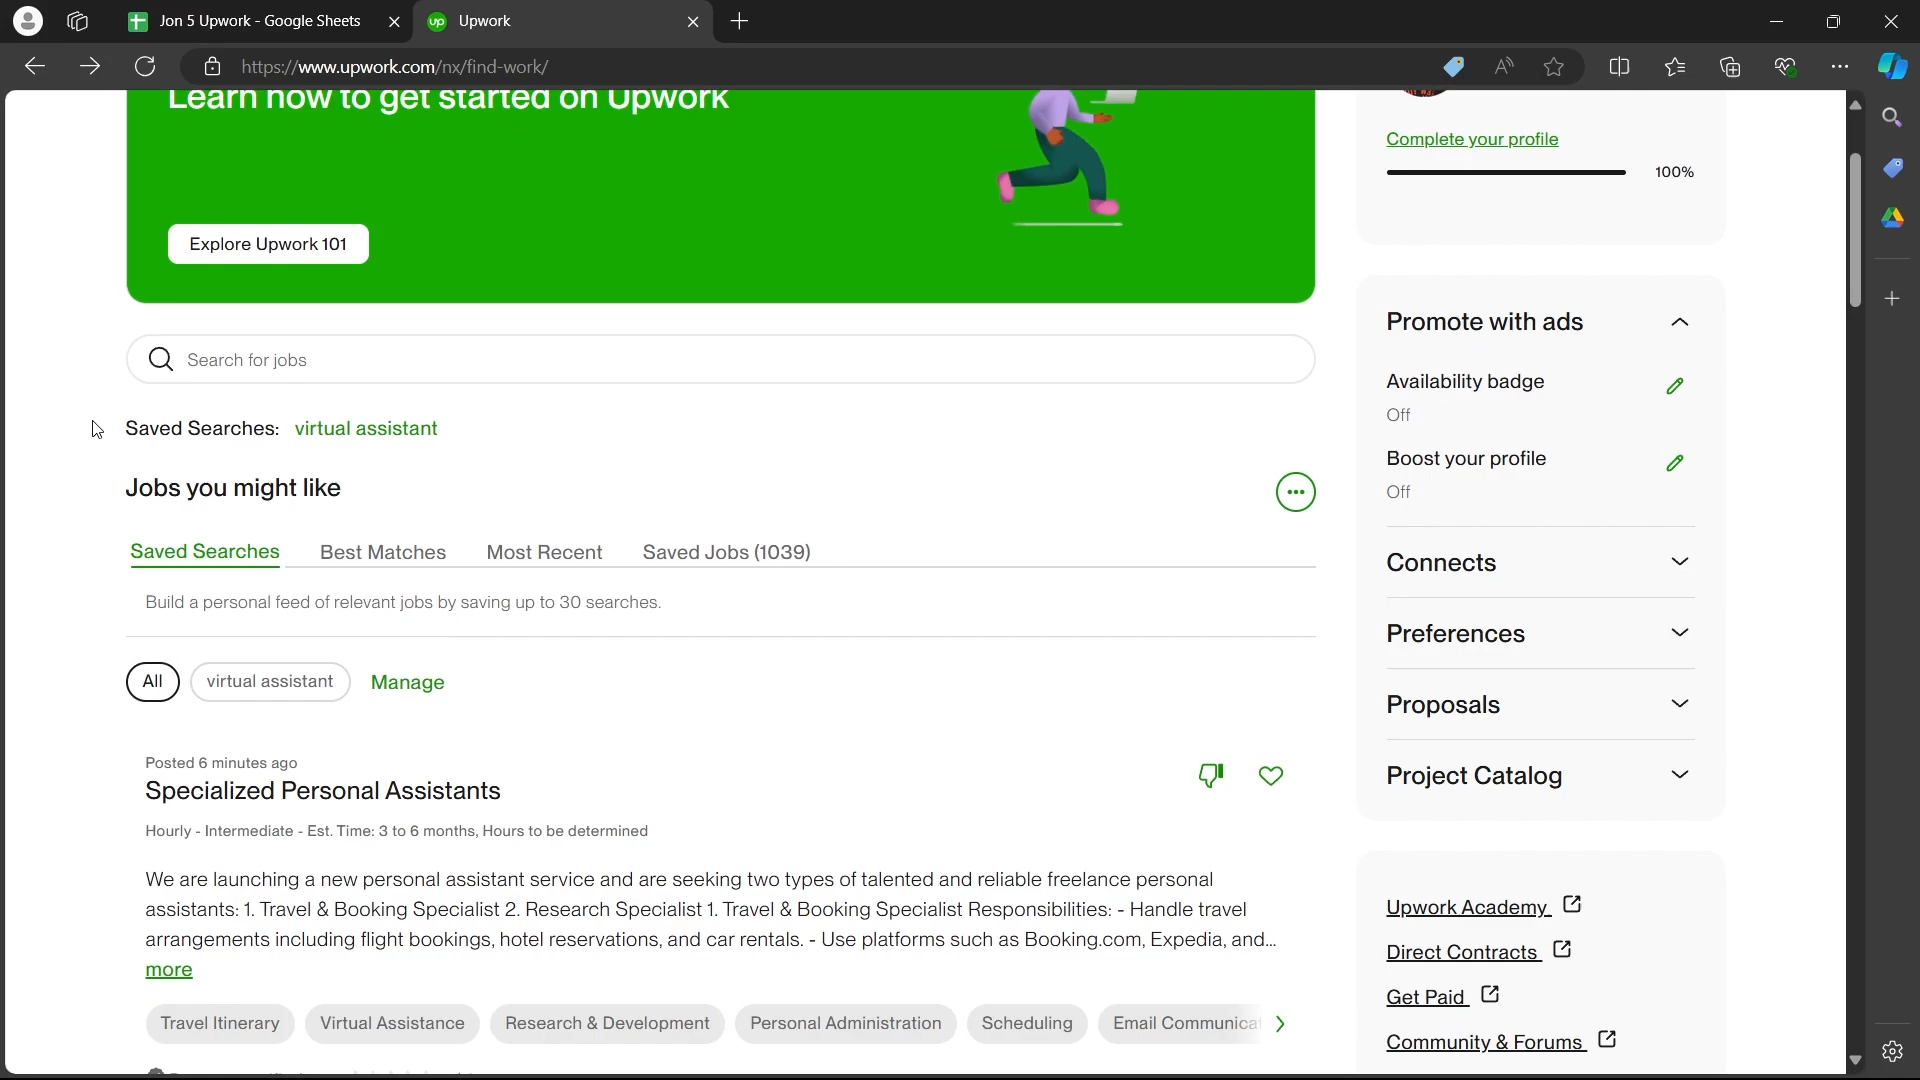 Jon 5 Upwork - Google Sheets
up Upwork
https://www.upwork.com/nx/find-work/
Learn how to get started on Upwork
Explore Upwork 101
Search for jobs
Saved Searches: virtual assistant
Jobs you might like
Saved Searches Best Matches Most Recent Saved Jobs (1039)
Build a personal feed of relevant jobs by saving up to 30 searches.
All virtual assistant Manage
Posted 6 minutes ago
Specialized Personal Assistants
Hourly - Intermediate - Est. Time: 3 to 6 months, Hours to be determined
We are launching a new personal assistant service and are seeking two types of talented and reliable freelance personal
assistants: 1. Travel & Booking Specialist 2. Research Specialist 1. Travel & Booking Specialist Responsibilities: - Handle travel
arrangements including flight bookings, hotel reservations, and car rentals. - Use platforms such as Booking.com, Expedia, and...
more
Travel Itinerary Virtual Assistance Research & Development Personal Administration Scheduling Email Communica
Complete your profile
100%
Promote with ads
Availability badge
Off
Boost your profile
Off
Connects
Preferences
Proposals
Project Catalog
Upwork Academy
Direct Contracts
Get Paid
Community & Forums